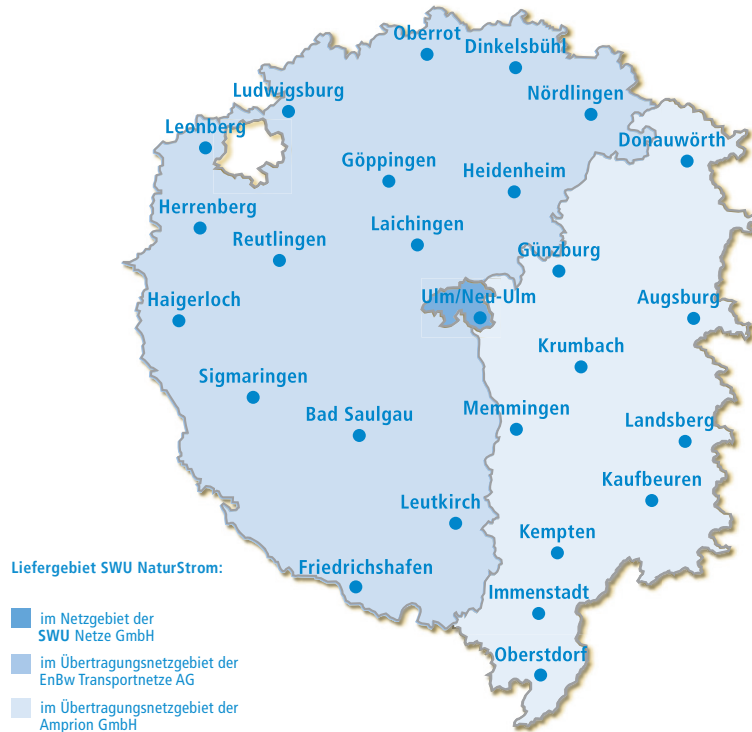 Oberrot
Dinkelsbühl
Ludwigsburg
Nördlingen
Leonberg
Donauwörth
Göppingen
Heidenheim
Herrenberg
Reutlingen
Laichingen
Günzburg
Haigerloch
Ulm/Neu-Ulm
Augsburg
Krumbach
Sigmaringen
Bad Saulgau
Memmingen
Landsberg
Kaufbeuren
Leutkirch
Kempten
Friedrichshafen
Immenstadt
Oberstdorf
Liefergebiet SWU NaturStrom:
im Netzgebiet der
SWU Netze GmbH
im Übertragungsnetzgebiet der
EnBw Transportnetze AG
im Übertragungsnetzgebiet der
Amprion GmbH